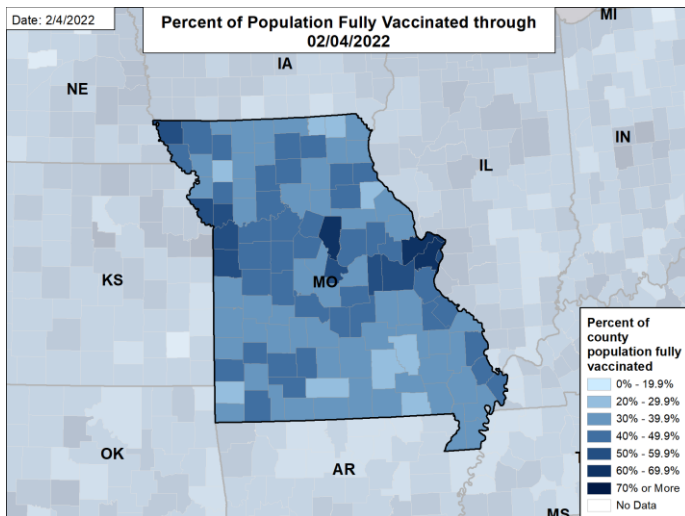 Date: 2/4/2022
Percent of Population Fully Vaccinated through
02/04/2022
MI
IA
NE
IN
IL
KS
MO
OK
AR
MS
Percent of
county
population fully
vaccinated
0% - 19.9%
20% - 29.9%
30% - 39.9%
40% - 49.9%
50% - 59.9%
60% - 69.9%
70% or More
No Data